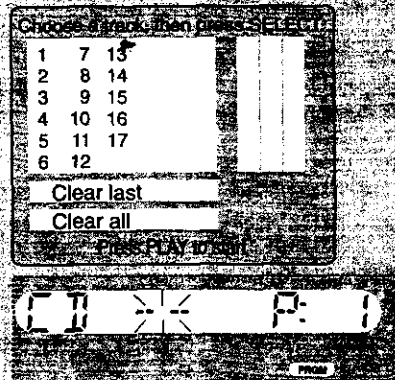 Choose a track, then press SELECT:
1 7 13
2 8 14
3 9 15
4 10 16
5 11 17
6 12
Clear last
Clear all
Press PLAY to start
CD -- P: 1
PRGM